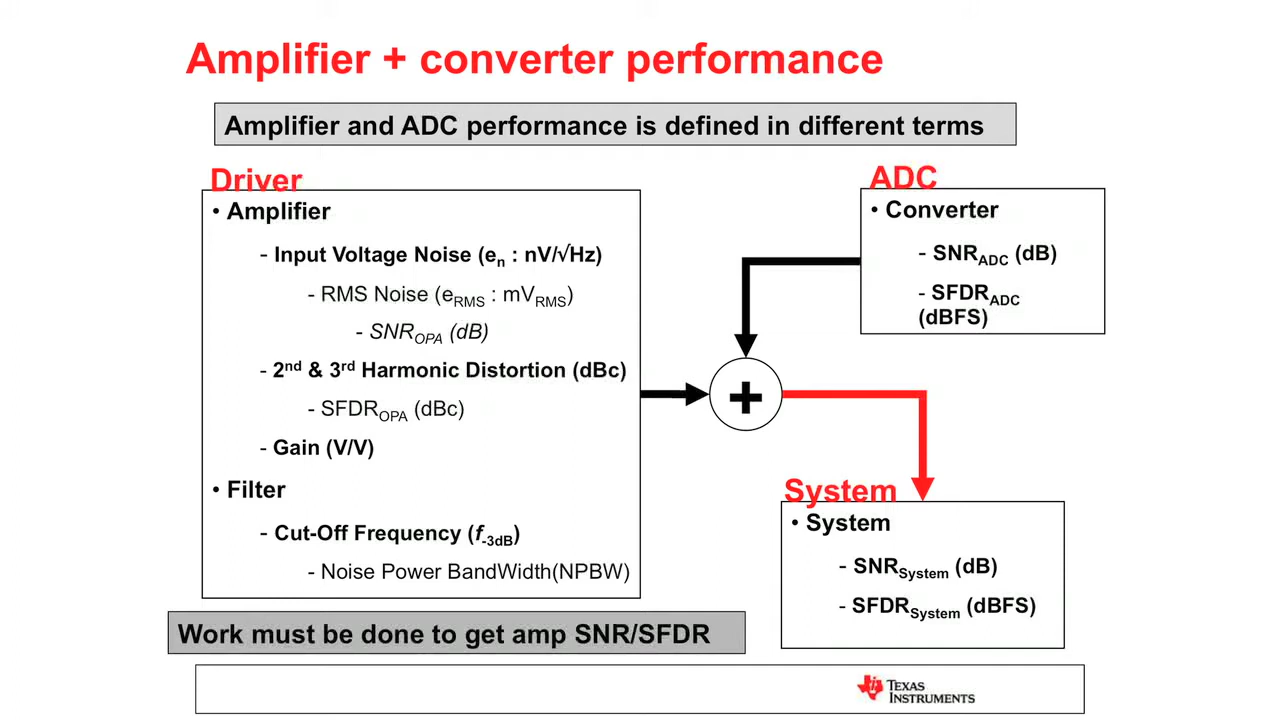 Amplifier + converter performance
Amplifier and ADC performance is defined in different terms
Driver
• Amplifier
- Input Voltage Noise (en : nV/√Hz)
- RMS Noise (eRMS : mVRMS)
- SNROPA (dB)
- 2nd & 3rd Harmonic Distortion (dBc)
- SFDROPA (dBc)
- Gain (V/V)
• Filter
- Cut-Off Frequency (f-3dB)
- Noise Power BandWidth(NPBW)
ADC
• Converter
- SNRADC (dB)
- SFDRADC
(dBFS)
+
System
• System
- SNRSystem (dB)
- SFDRSystem (dBFS)
Work must be done to get amp SNR/SFDR
TEXAS
INSTRUMENTS